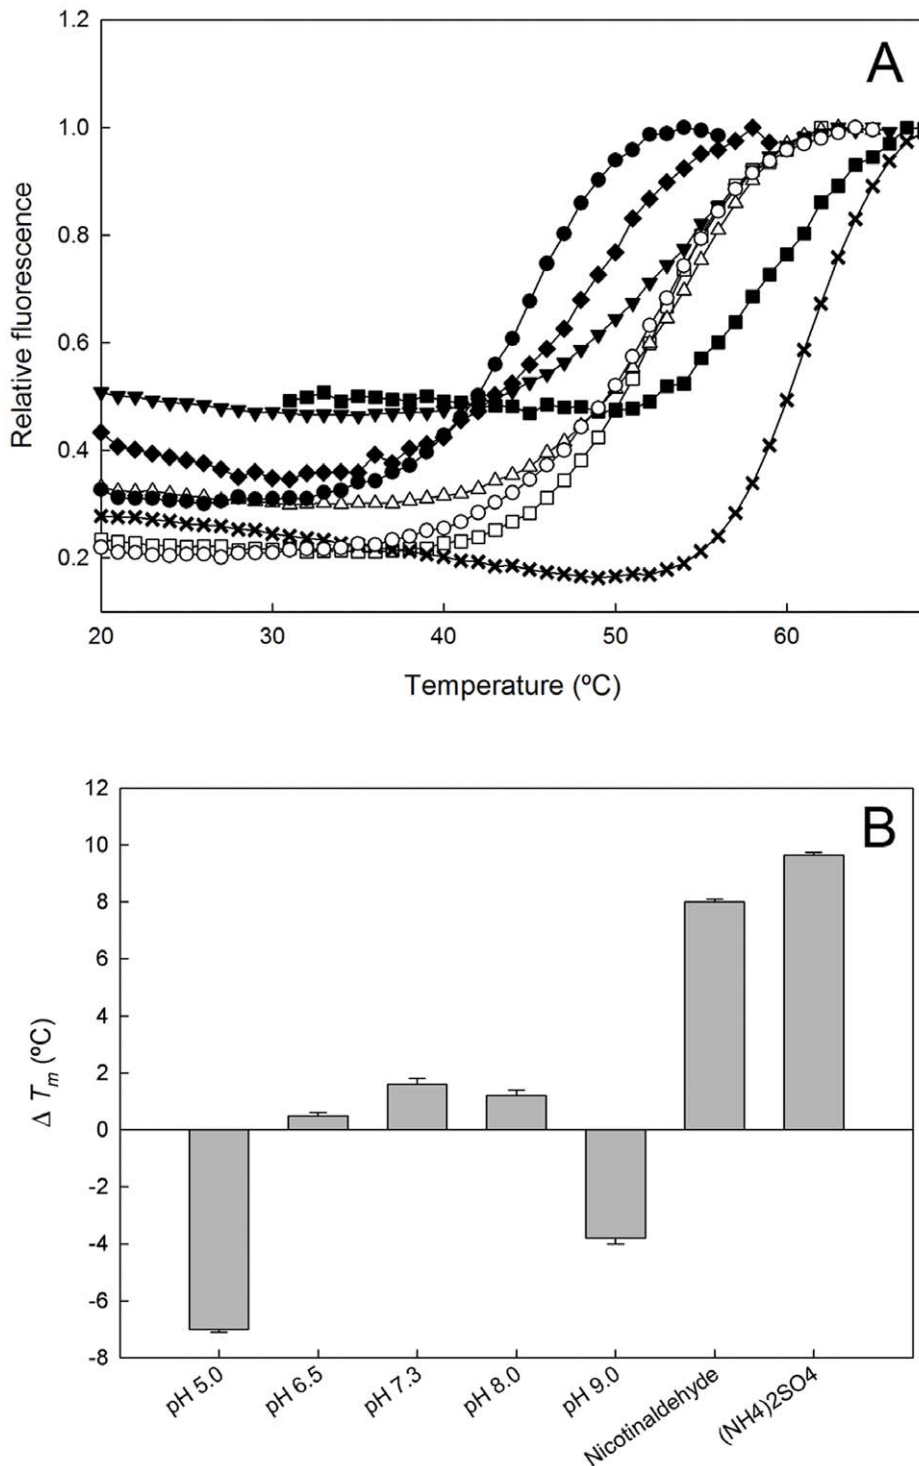 A
1.2
1.0
0.8
0.6
0.4
0.2
Relative fluorescence
20 30 40 50 60
Temperature (ºC)
B
12
10
8
6
4
2
0
-2
-4
-6
-8
Δ Tm (ºC)
pH 5.0 pH 6.5 pH 7.3 pH 8.0 pH 9.0 Nicotinaldehyde (NH4)2SO4